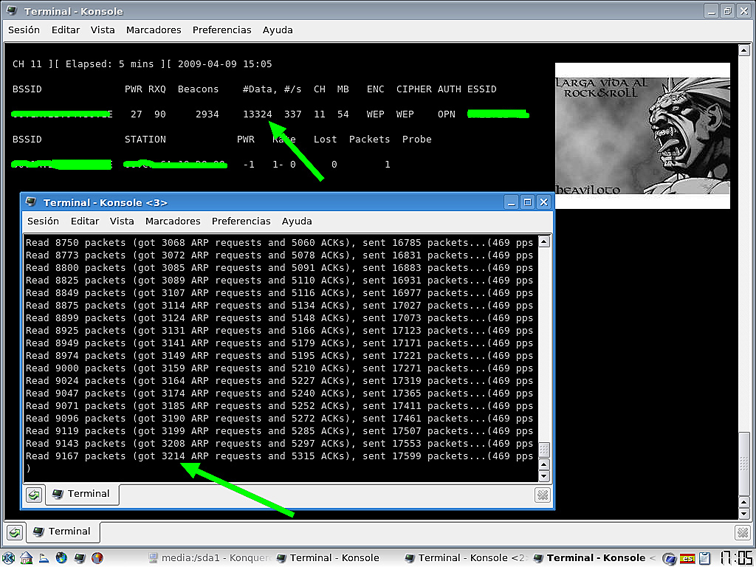 Terminal - Konsole
Sesión Editar Vista Marcadores Preferencias Ayuda
CH 11 ][ Elapsed: 5 mins ][ 2009-04-09 15:05
BSSID PWR RXQ Beacons #Data, #/s CH MB ENC CIPHER AUTH ESSID
27 90 2934 13324 337 11 54 WEP WEP OPN
BSSID STATION PWR Lost Packets Probe
-1 1- 0 0 1
LARGA VIDA AL
ROCK&ROLL
heaviloto
Terminal - Konsole <3>
Sesión Editar Vista Marcadores Preferencias Ayuda
Read 8750 packets (got 3068 ARP requests and 5060 ACKs), sent 16785 packets...(469 pps
Read 8773 packets (got 3072 ARP requests and 5078 ACKs), sent 16831 packets...(469 pps
Read 8800 packets (got 3085 ARP requests and 5091 ACKs), sent 16883 packets...(469 pps
Read 8825 packets (got 3089 ARP requests and 5110 ACKs), sent 16931 packets...(469 pps
Read 8849 packets (got 3107 ARP requests and 5116 ACKs), sent 16977 packets...(469 pps
Read 8875 packets (got 3114 ARP requests and 5134 ACKs), sent 17027 packets...(469 pps
Read 8899 packets (got 3124 ARP requests and 5148 ACKs), sent 17073 packets...(469 pps
Read 8925 packets (got 3131 ARP requests and 5166 ACKs), sent 17123 packets...(469 pps
Read 8949 packets (got 3141 ARP requests and 5179 ACKs), sent 17171 packets...(469 pps
Read 8974 packets (got 3149 ARP requests and 5195 ACKs), sent 17221 packets...(469 pps
Read 9000 packets (got 3159 ARP requests and 5210 ACKs), sent 17271 packets...(469 pps
Read 9024 packets (got 3164 ARP requests and 5227 ACKs), sent 17319 packets...(469 pps
Read 9047 packets (got 3174 ARP requests and 5240 ACKs), sent 17365 packets...(469 pps
Read 9071 packets (got 3185 ARP requests and 5252 ACKs), sent 17411 packets...(469 pps
Read 9096 packets (got 3190 ARP requests and 5272 ACKs), sent 17461 packets...(469 pps
Read 9119 packets (got 3199 ARP requests and 5285 ACKs), sent 17507 packets...(469 pps
Read 9143 packets (got 3208 ARP requests and 5297 ACKs), sent 17553 packets...(469 pps
Read 9167 packets (got 3214 ARP requests and 5315 ACKs), sent 17599 packets...(469 pps
)
Terminal
Terminal
media:/sda1 - Konquer Terminal - Konsole Terminal - Konsole <2 Terminal - Konsole < 17:05